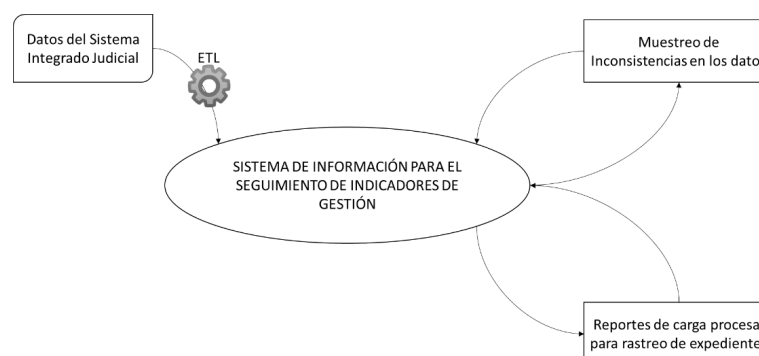 Datos del Sistema
Integrado Judicial
ETL
Muestreo de
Inconsistencias en los dato
SISTEMA DE INFORMACIÓN PARA EL
SEGUIMIENTO DE INDICADORES DE
GESTIÓN
Reportes de carga procesa
para rastreo de expediente